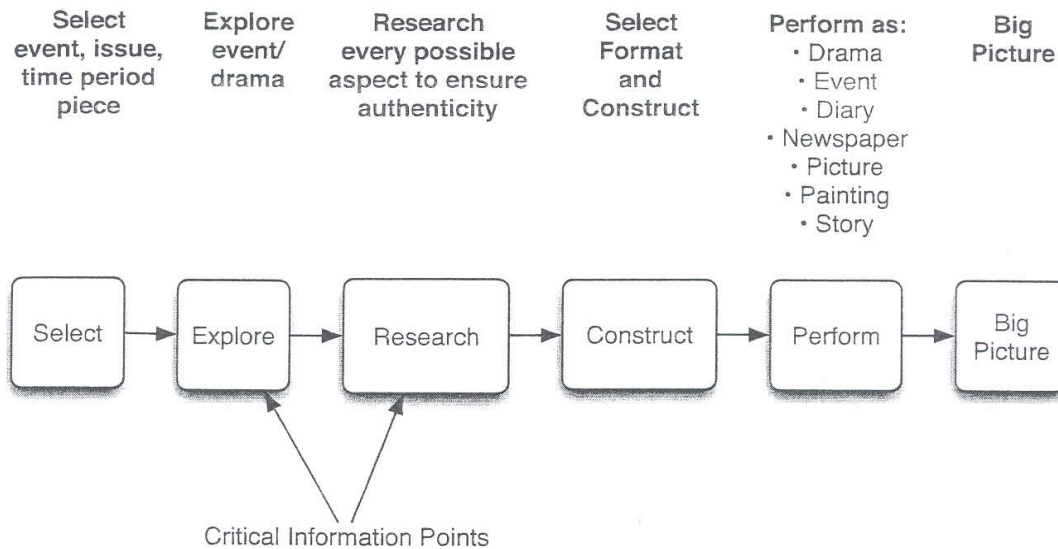 Select
event, issue,
time period
piece
Explore
event/
drama
Research
every possible
aspect to ensure
authenticity
Select
Format
and
Construct
Perform as:
• Drama
• Event
• Diary
• Newspaper
• Picture
• Painting
• Story
Big
Picture
Select
Explore
Research
Construct
Perform
Big
Picture
Critical Information Points